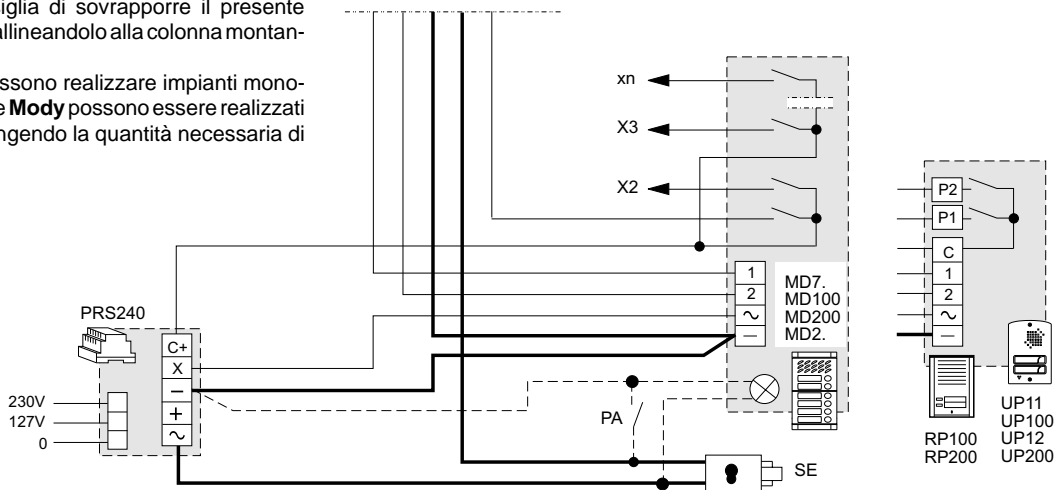 siglia di sovrapporre il presente
allineandolo alla colonna montan-
ssono realizzare impianti mono-
e Mody possono essere realizzati
ngendo la quantità necessaria di
xn
X3
X2
P2
P1
C
1
2
~
—
1
2
~
—
MD7.
MD100
MD200
MD2.
PRS240
C+
X
—
+
~
230V
127V
0
PA
SE
RP100
RP200
UP11
UP100
UP12
UP200